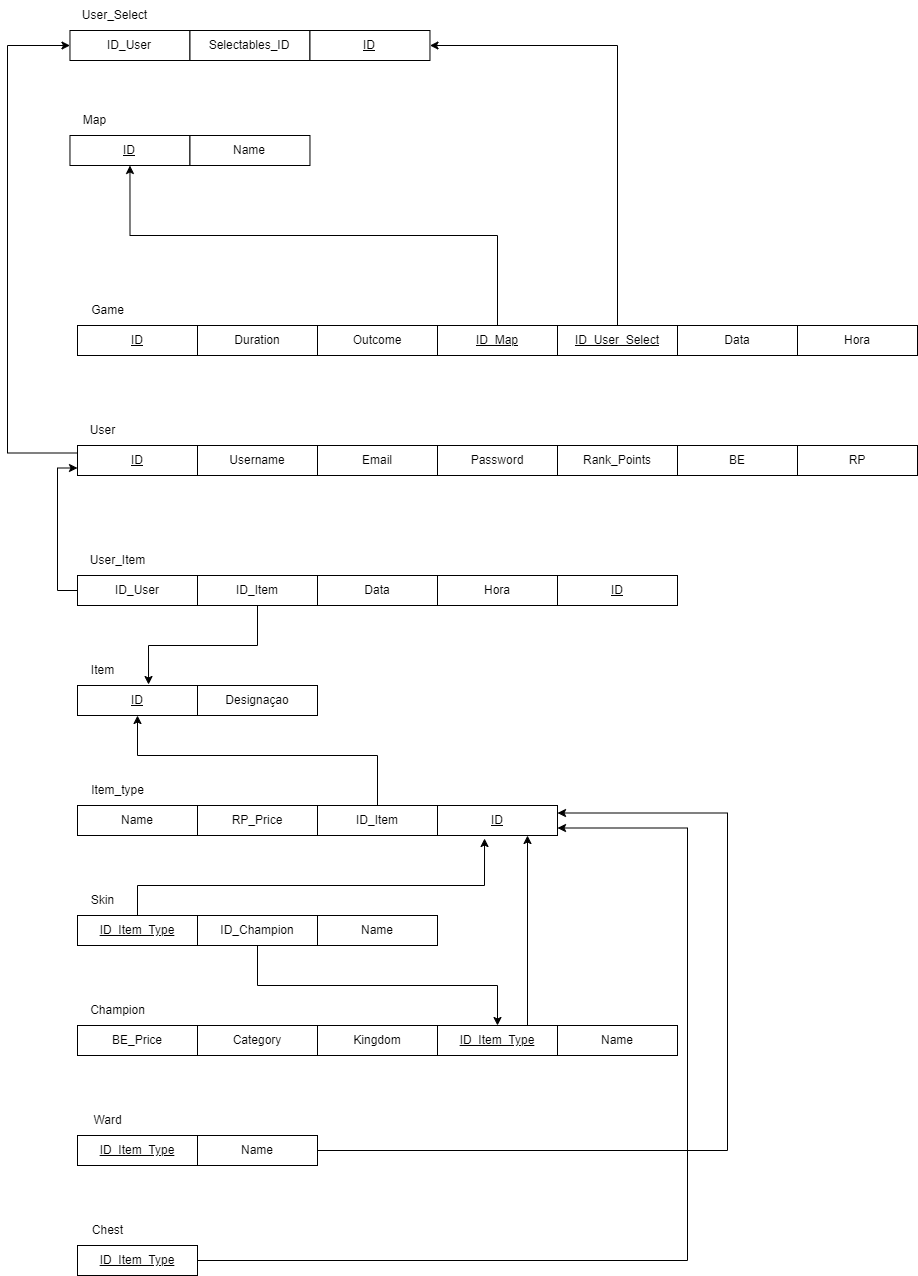 User_Select
ID_User Selectables_ID ID
Map
ID Name
Game
ID Duration Outcome ID_Map ID_User_Select Data Hora
User
ID Username Email Password Rank_Points BE RP
User_Item
ID_User ID_Item Data Hora ID
Item
ID Designaçao
Item_type
Name RP_Price ID_Item ID
Skin
ID_Item_Type ID_Champion Name
Champion
BE_Price Category Kingdom ID_Item_Type Name
Ward
ID_Item_Type Name
Chest
ID_Item_Type